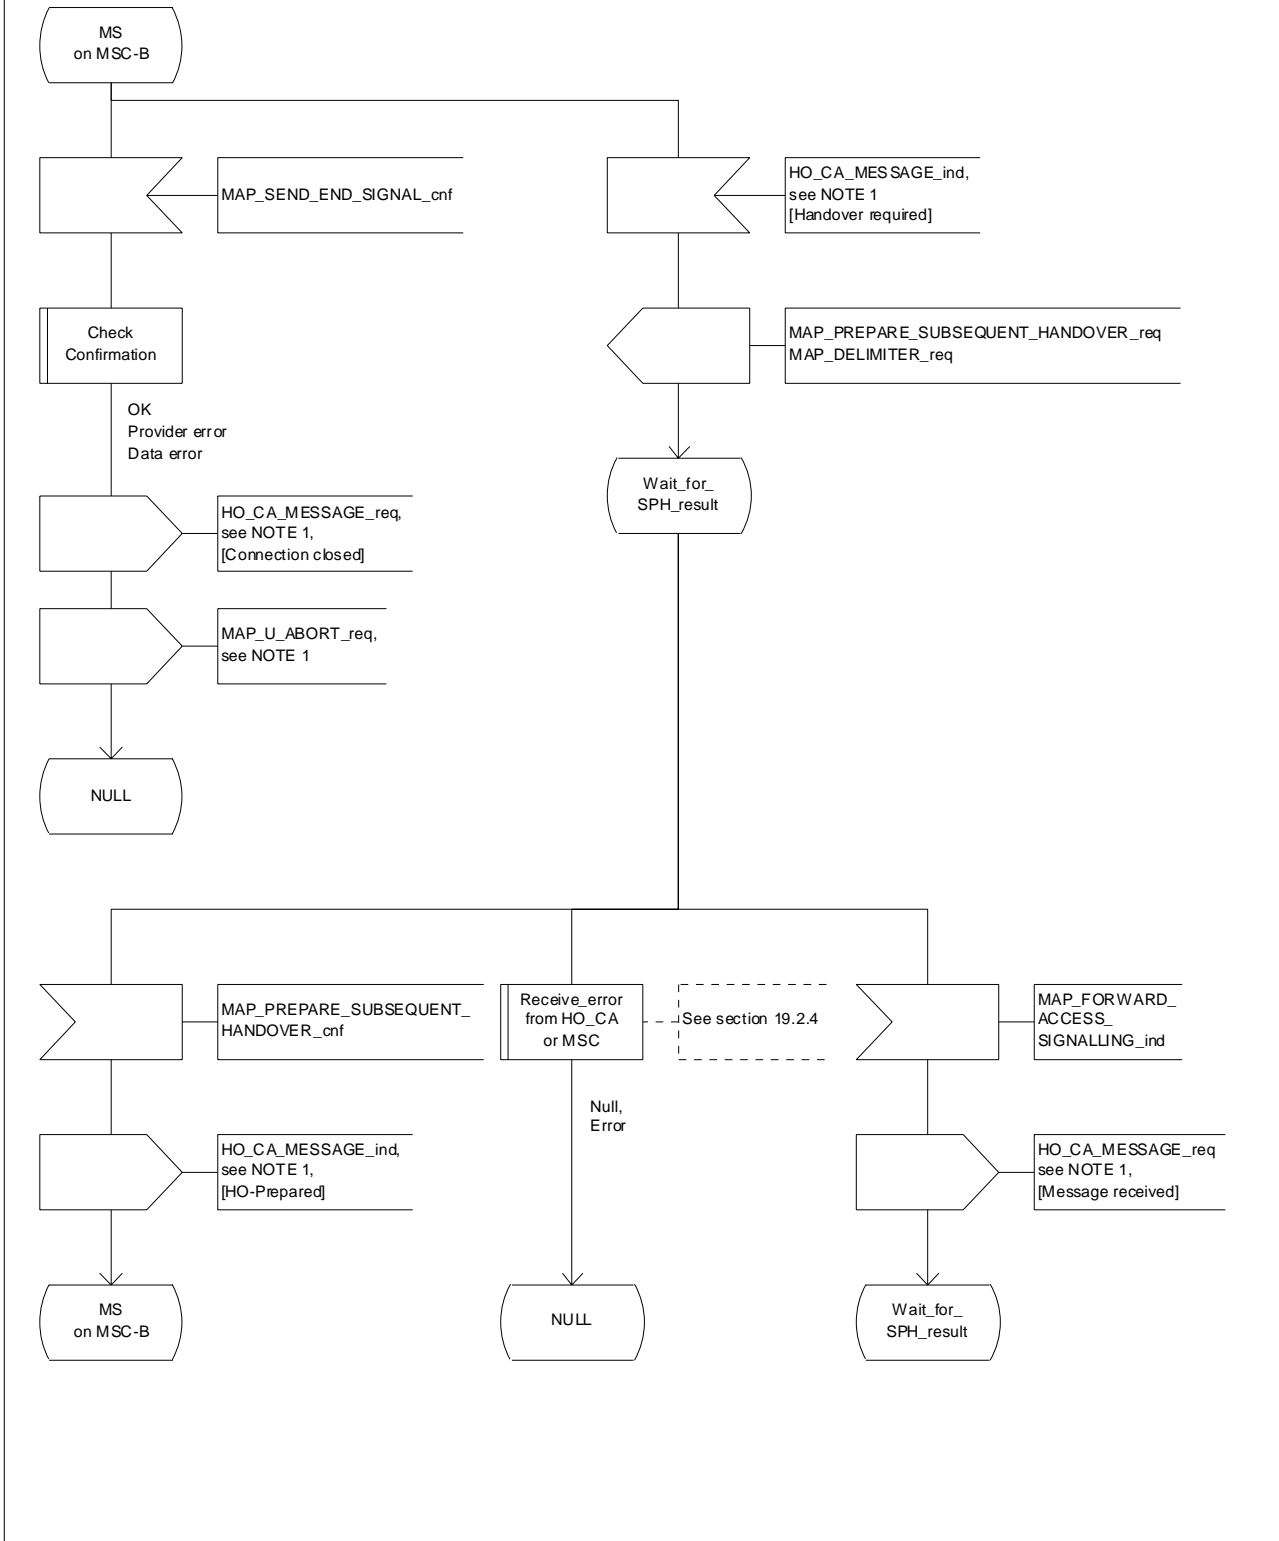 MS
on MSC-B
MAP_SEND_END_SIGNAL_cnf
HO_CA_MESSAGE_ind,
see NOTE 1
[Handover required]
Check
Confirmation
MAP_PREPARE_SUBSEQUENT_HANDOVER_req
MAP_DELIMITER_req
OK
Provider error
Data error
Wait_for_
SPH_result
HO_CA_MESSAGE_req,
see NOTE 1,
[Connection closed]
MAP_U_ABORT_req,
see NOTE 1
NULL
MAP_PREPARE_SUBSEQUENT_
HANDOVER_cnf
Receive_error
from HO_CA
or MSC
See section 19.2.4
MAP_FORWARD_
ACCESS_
SIGNALLING_ind
Null,
Error
HO_CA_MESSAGE_ind,
see NOTE 1,
[HO-Prepared]
HO_CA_MESSAGE_req
see NOTE 1,
[Message received]
MS
on MSC-B
NULL
Wait_for_
SPH_result